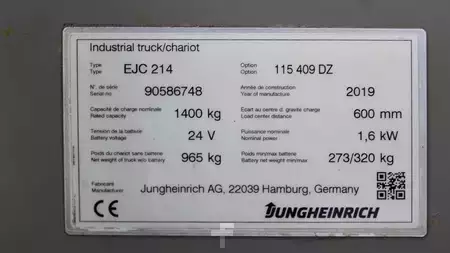 Industrial truck/chariot
Type EJC 214 Option 115 409 DZ
Type Option
N° de série 90586748 Année de construction 2019
Serial no Year of manufacture
Capacité de charge nominale 1400 kg Ecart au centre d. gravite charge 600 mm
Rated capacity Load center distance
Tension de la batterie 24 V Puissance nominale 1,6 kW
Battery voltage Nominal power
Poids du chariot sans batterie 965 kg Poids min/max batterie 273/320 kg
Net weight of truck w/o battery Battery net weight min/max
Fabricant Jungheinrich AG, 22039 Hamburg, Germany
Manufacturer
CE JUNGHEINRICH